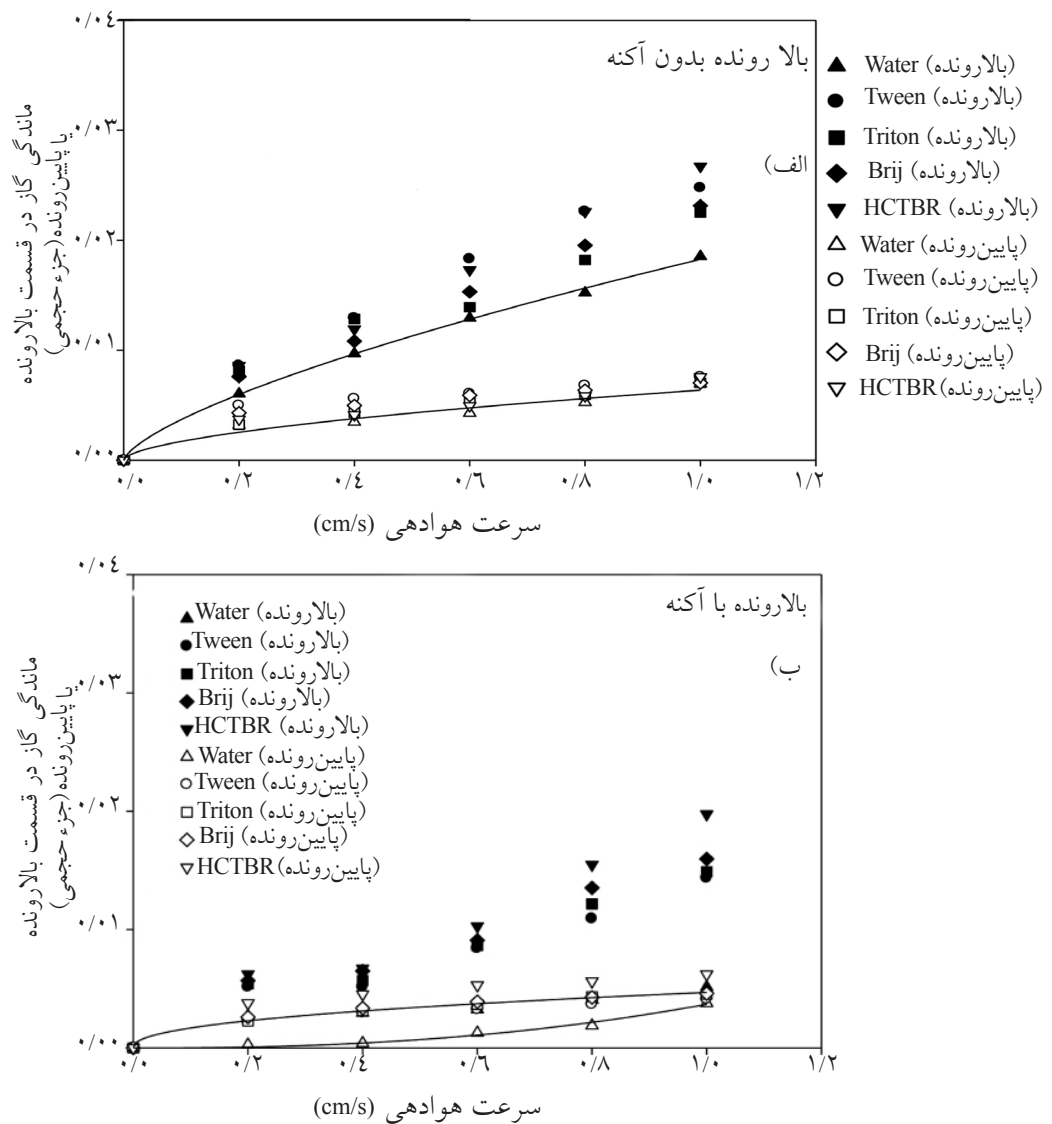 بالا رونده بدون آکنه
الف)
ماندگی گاز در قسمت بالارونده
یا پایین‌رونده(جزء حجمی)
۰/۰٤
۰/۰۳
۰/۰۲
۰/۰۱
۰/۰۰
۰/۰ ۰/۲ ۰/٤ ۰/٦ ۰/۸ ۱/۰ ۱/۲
سرعت هوادهی (cm/s)
Water (بالارونده)
Tween (بالارونده)
Triton (بالارونده)
Brij (بالارونده)
HCTBR (بالارونده)
Water (پایین‌رونده)
Tween (پایین‌رونده)
Triton (پایین‌رونده)
Brij (پایین‌رونده)
HCTBR(پایین‌رونده)
بالارونده با آکنه
ب)
ماندگی گاز در قسمت بالارونده
یا پایین‌رونده(جزء حجمی)
۰/۰٤
۰/۰۳
۰/۰۲
۰/۰۱
۰/۰۰
۰/۰ ۰/۲ ۰/٤ ۰/٦ ۰/۸ ۱/۰ ۱/۲
سرعت هوادهی (cm/s)
Water (بالارونده)
Tween (بالارونده)
Triton (بالارونده)
Brij (بالارونده)
HCTBR (بالارونده)
Water (پایین‌رونده)
Tween (پایین‌رونده)
Triton (پایین‌رونده)
Brij (پایین‌رونده)
HCTBR(پایین‌رونده)